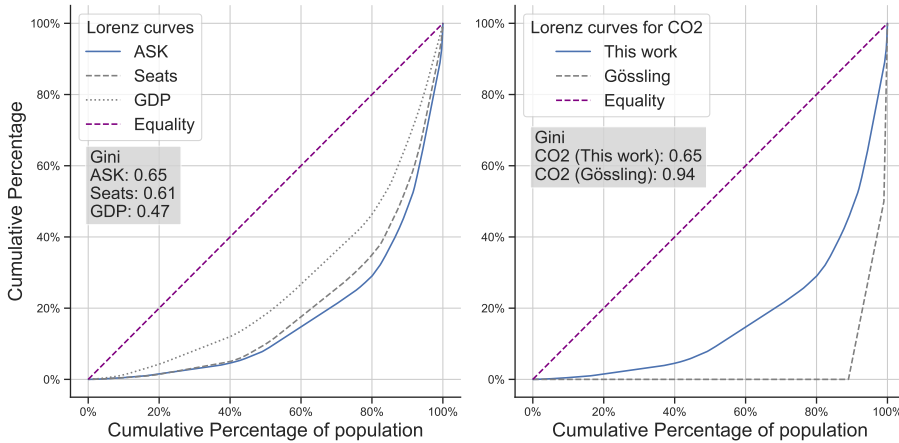 Lorenz curves
ASK
Seats
GDP
Equality
Gini
ASK: 0.65
Seats: 0.61
GDP: 0.47
100%
80%
60%
40%
20%
0%
0%
20%
40%
60%
80%
100%
Cumulative Percentage
Cumulative Percentage of population
Lorenz curves for CO2
This work
Gössling
Equality
Gini
CO2 (This work): 0.65
CO2 (Gössling): 0.94
100%
80%
60%
40%
20%
0%
0%
20%
40%
60%
80%
100%
Cumulative Percentage of population